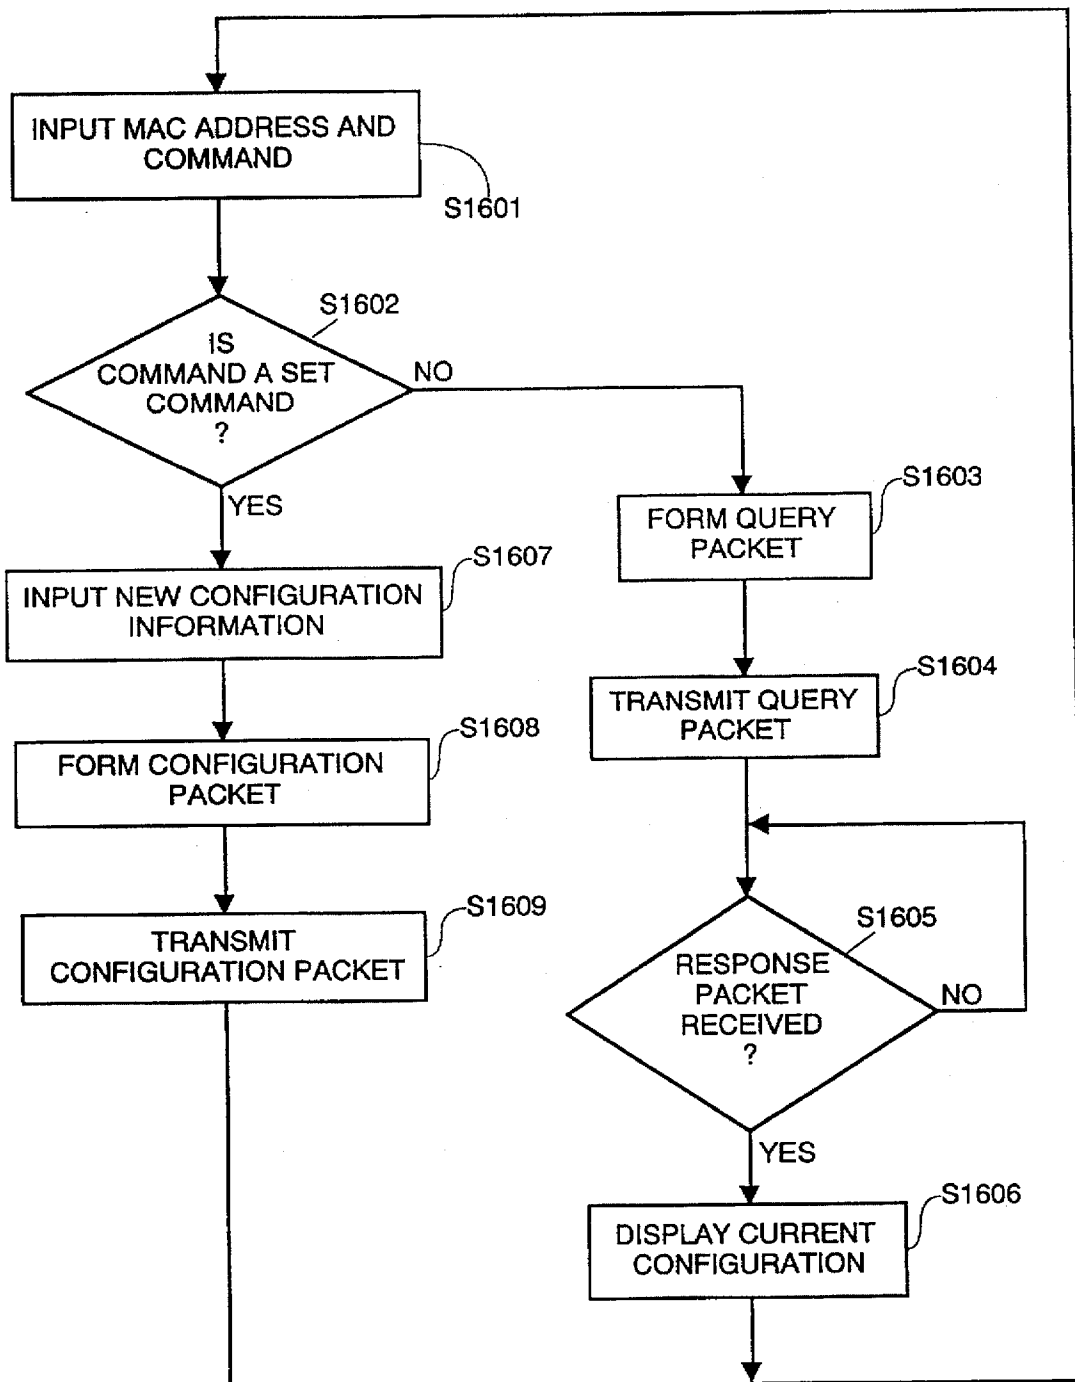 INPUT MAC ADDRESS AND
COMMAND
S1601
S1602
IS
COMMAND A SET
COMMAND
?
NO
YES
S1603
FORM QUERY
PACKET
S1607
INPUT NEW CONFIGURATION
INFORMATION
S1604
TRANSMIT QUERY
PACKET
S1608
FORM CONFIGURATION
PACKET
S1609
TRANSMIT
CONFIGURATION PACKET
S1605
RESPONSE
PACKET
RECEIVED
?
NO
YES
S1606
DISPLAY CURRENT
CONFIGURATION